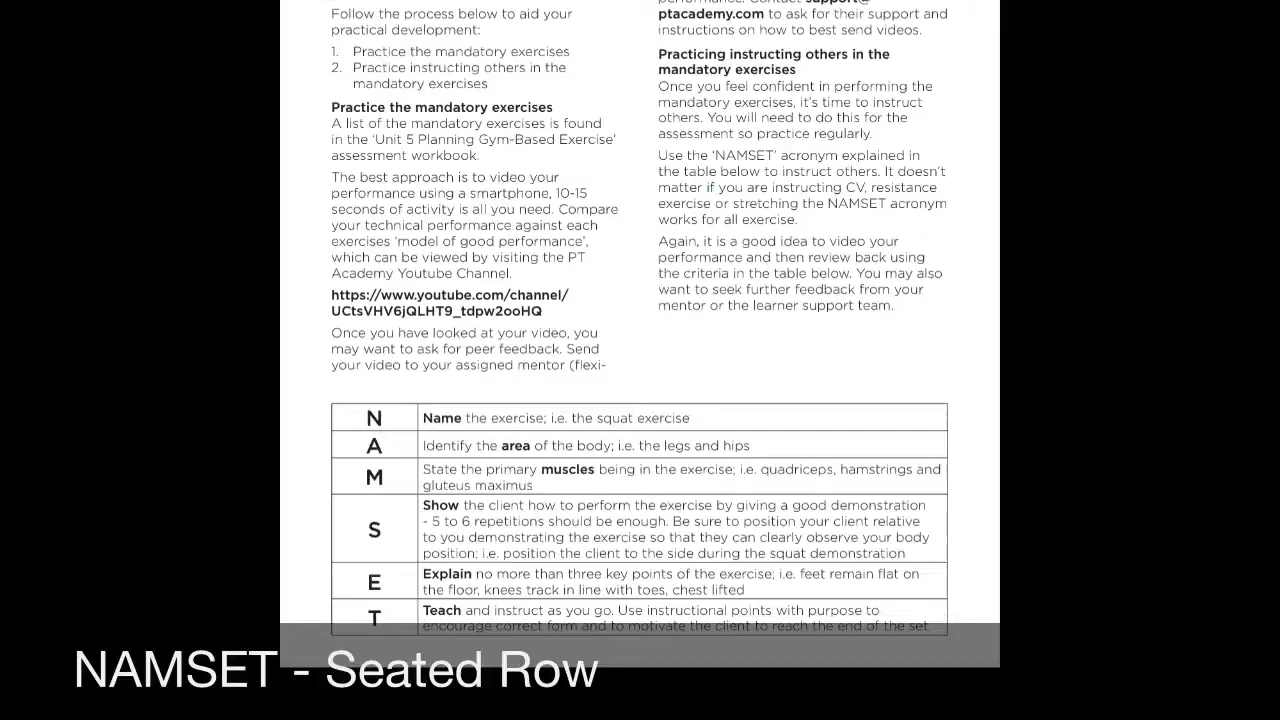 Follow the process below to aid your
practical development:
1. Practice the mandatory exercises
2. Practice instructing others in the
mandatory exercises
Practice the mandatory exercises
A list of the mandatory exercises is found
in the ‘Unit 5 Planning Gym-Based Exercise’
assessment workbook.
The best approach is to video your
performance using a smartphone, 10-15
seconds of activity is all you need. Compare
your technical performance against each
exercises ‘model of good performance’,
which can be viewed by visiting the PT
Academy Youtube Channel.
https://www.youtube.com/channel/
UCtsVHV6jQLHT9_tdpw2ooHQ
Once you have looked at your video, you
may want to ask for peer feedback. Send
your video to your assigned mentor (flexi-
performance. Contact support@
ptacademy.com to ask for their support and
instructions on how to best send videos.
Practicing instructing others in the
mandatory exercises
Once you feel confident in performing the
mandatory exercises, it’s time to instruct
others. You will need to do this for the
assessment so practice regularly.
Use the ‘NAMSET’ acronym explained in
the table below to instruct others. It doesn’t
matter if you are instructing CV, resistance
exercise or stretching the NAMSET acronym
works for all exercise.
Again, it is a good idea to video your
performance and then review back using
the criteria in the table below. You may also
want to seek further feedback from your
mentor or the learner support team.
N Name the exercise; i.e. the squat exercise
A Identify the area of the body; i.e. the legs and hips
M State the primary muscles being in the exercise; i.e. quadriceps, hamstrings and
gluteus maximus
S Show the client how to perform the exercise by giving a good demonstration
- 5 to 6 repetitions should be enough. Be sure to position your client relative
to you demonstrating the exercise so that they can clearly observe your body
position; i.e. position the client to the side during the squat demonstration
E Explain no more than three key points of the exercise; i.e. feet remain flat on
the floor, knees track in line with toes, chest lifted
T Teach and instruct as you go. Use instructional points with purpose to
encourage correct form and to motivate the client to reach the end of the set
NAMSET - Seated Row